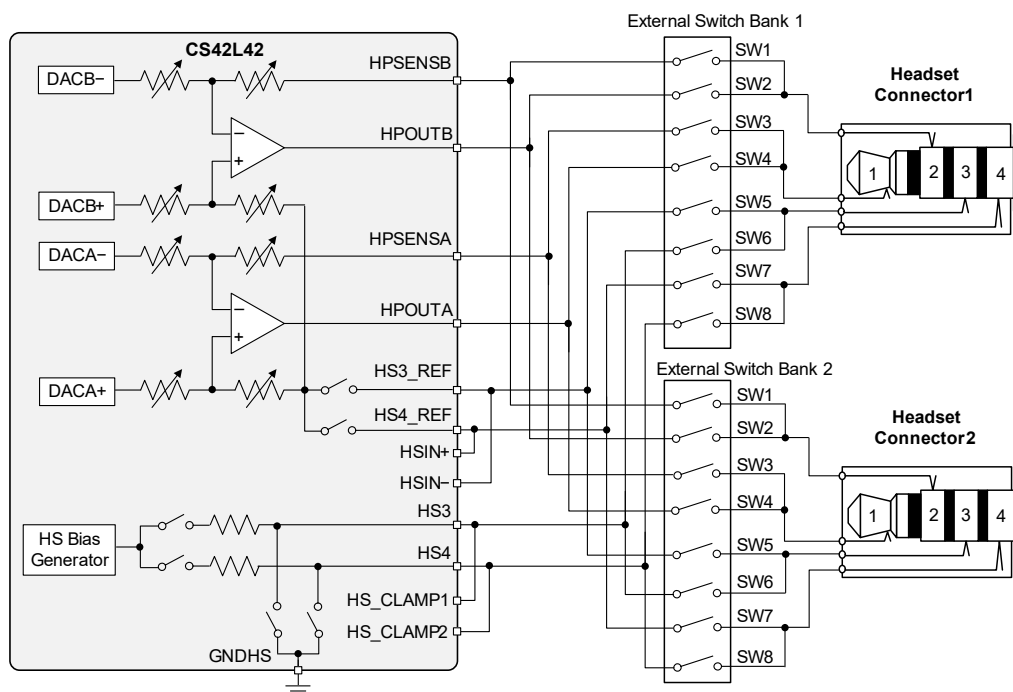 External Switch Bank 1
CS42L42
HPSENSB
DACB−
HPOUTB
DACB+
HPSENSA
DACA−
HPOUTA
HS3_REF
DACA+
HS4_REF
HSIN+
HSIN−
HS3
HS Bias
Generator
HS4
HS_CLAMP1
HS_CLAMP2
GNDHS
−
+
−
+
SW1
SW2
SW3
SW4
SW5
SW6
SW7
SW8
Headset
Connector1
1 2 3 4
External Switch Bank 2
SW1
SW2
SW3
SW4
SW5
SW6
SW7
SW8
Headset
Connector2
1 2 3 4